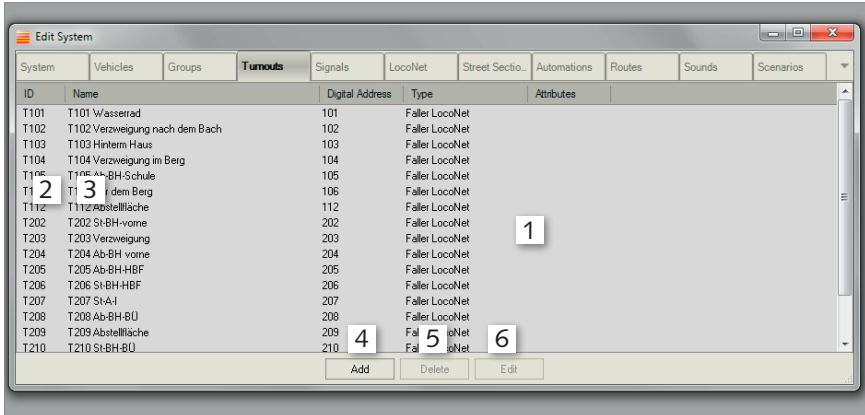 Edit System
System Vehicles Groups Turnouts Signals LocoNet Street Sectio... Automations Routes Sounds Scenarios
ID Name Digital Address Type Attributes
T101 T101 Wasserrad 101 Faller LocoNet
T102 T102 Verzweigung nach dem Bach 102 Faller LocoNet
T103 T103 Hinterm Haus 103 Faller LocoNet
T104 T104 Verzweigung im Berg 104 Faller LocoNet
T105 T105 Ab-BH-Schule 105 Faller LocoNet
2 3 dem Berg 106 Faller LocoNet
T112 T112 Abstellfläche 112 Faller LocoNet
T202 T202 St-BH-vorne 202 Faller LocoNet
1
T203 T203 Verzweigung 203 Faller LocoNet
T204 T204 Ab-BH vorne 204 Faller LocoNet
T205 T205 Ab-BH-HBF 205 Faller LocoNet
T206 T206 St-BH-HBF 206 Faller LocoNet
T207 T207 St-A-I 207 Faller LocoNet
T208 T208 Ab-BH-BÜ 208 Faller LocoNet
T209 T209 Abstellfläche 209 Faller LocoNet
4 5 6
T210 T210 St-BH-BÜ 210 Faller LocoNet
Add Delete Edit